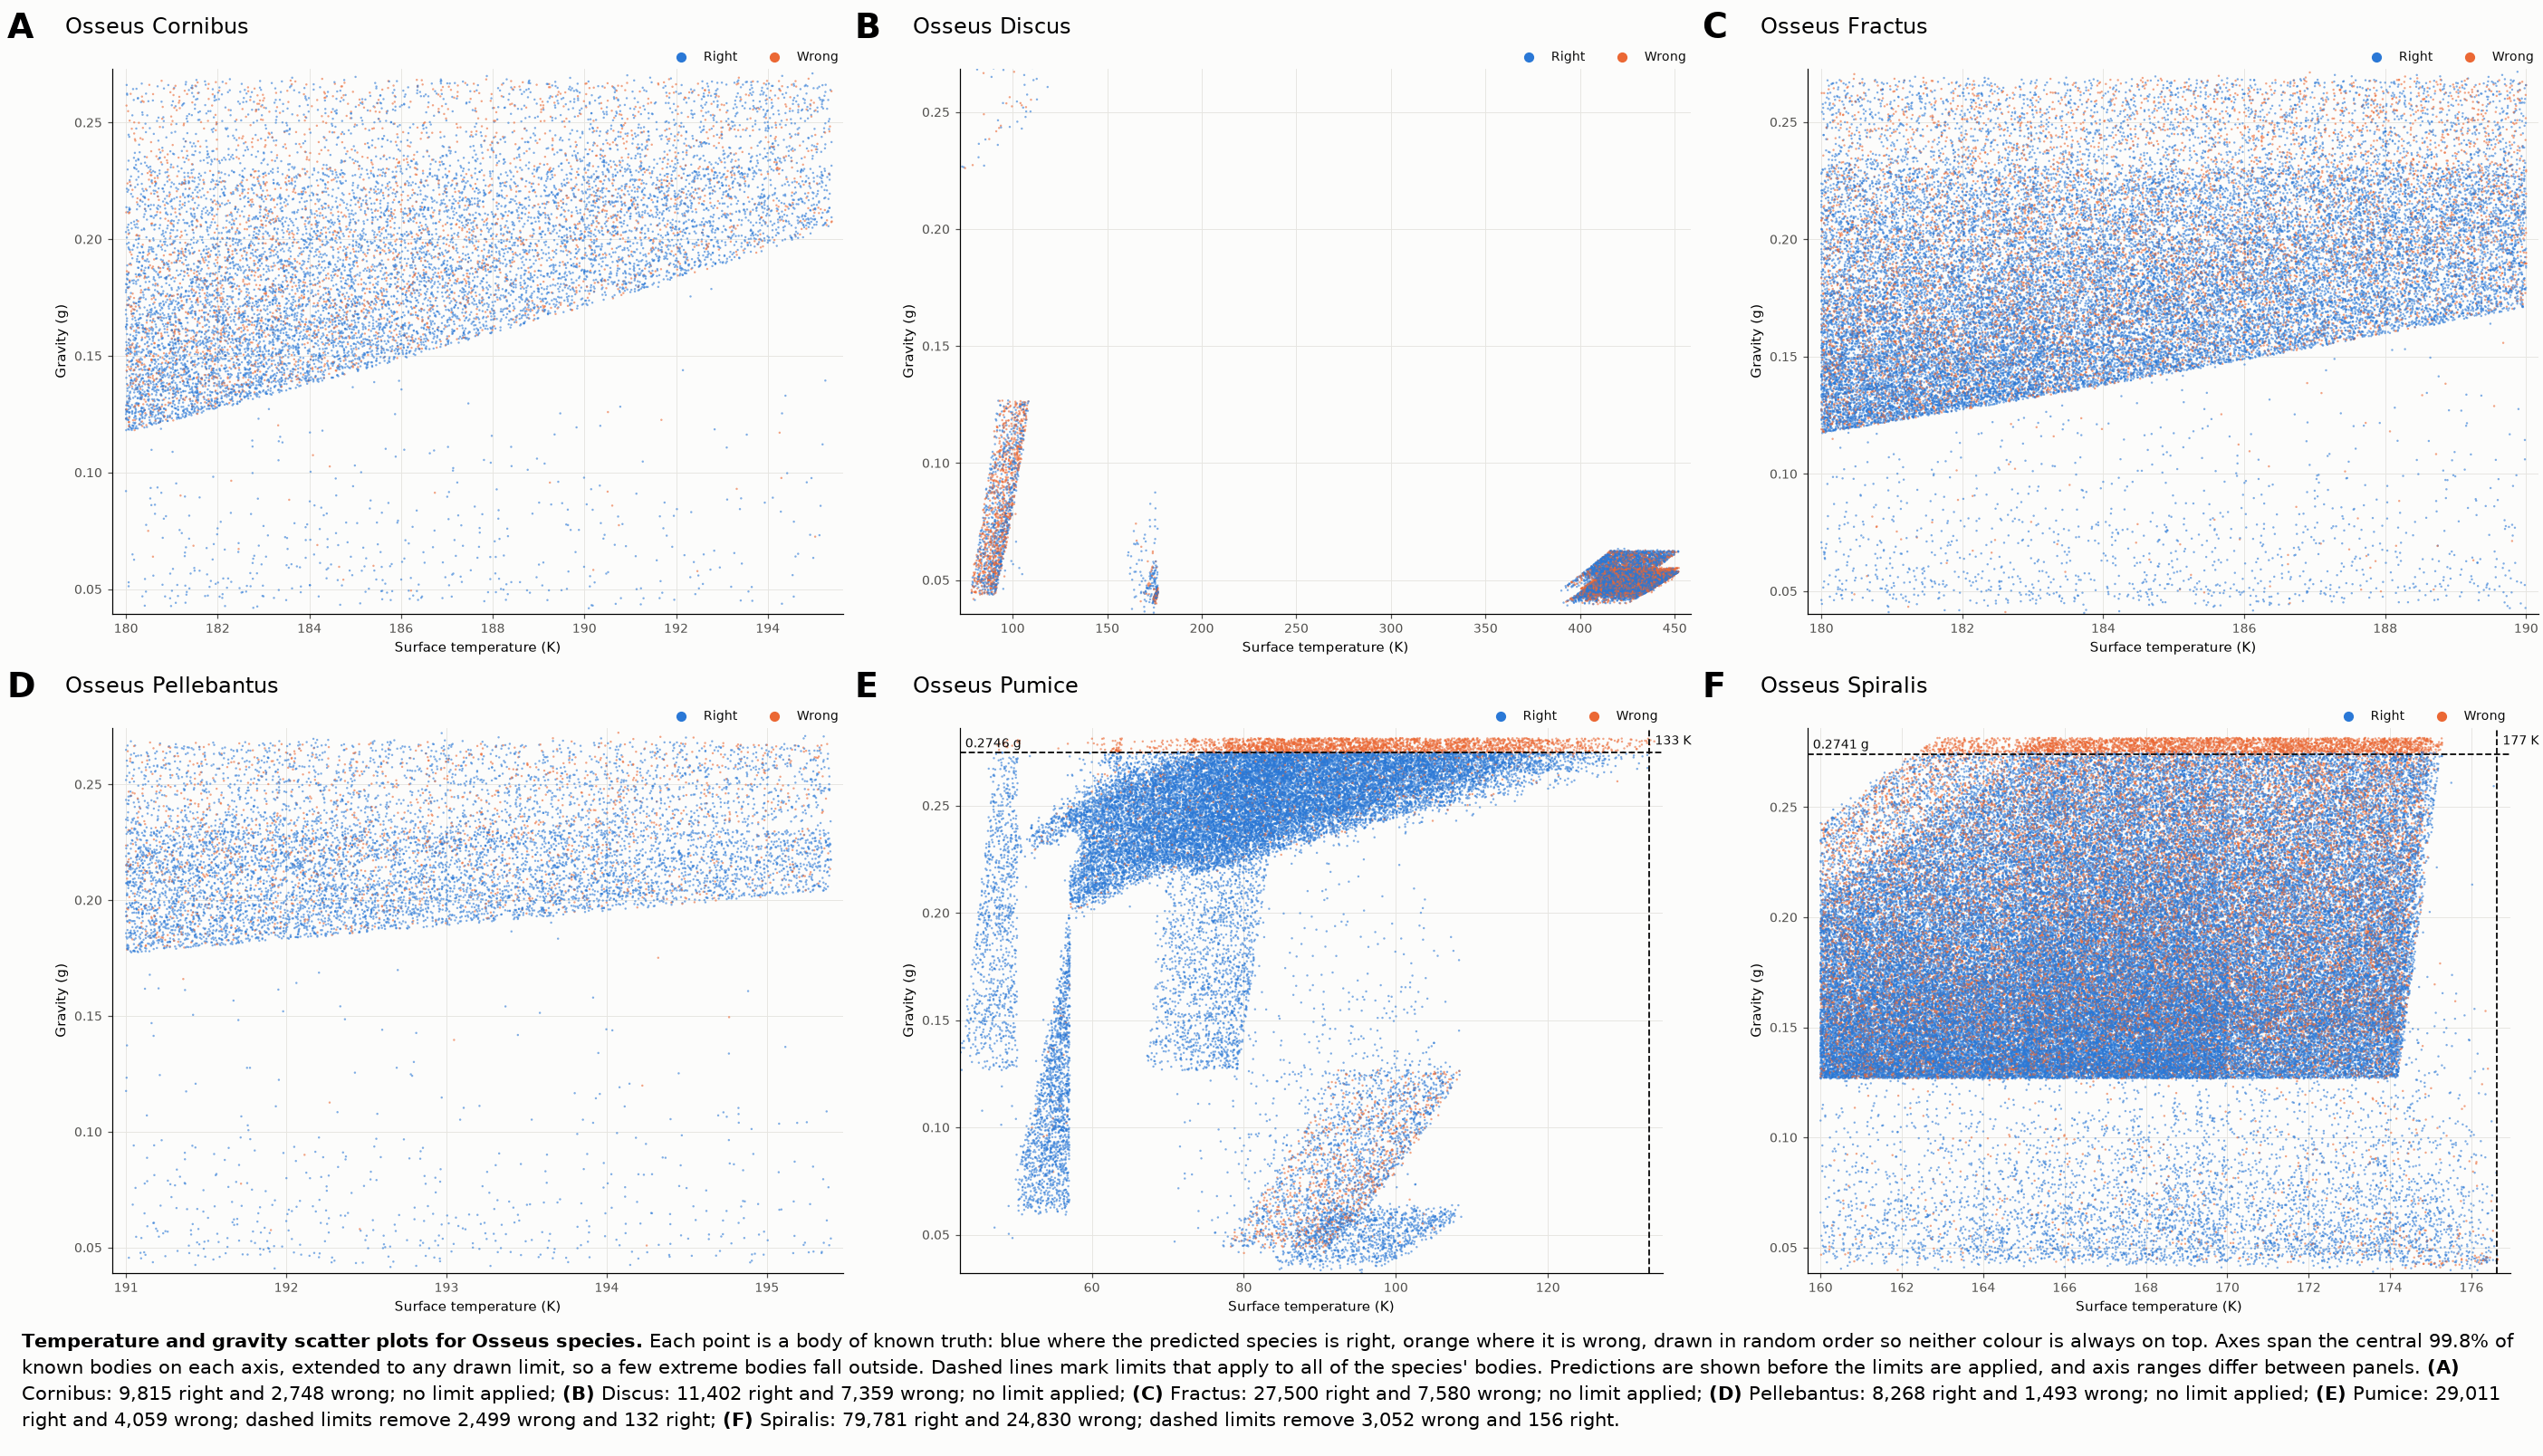 A Osseus Cornibus
Right Wrong
0.25
0.20
0.15
0.10
0.05
Gravity (g)
180 182 184 186 188 190 192 194
Surface temperature (K)
B Osseus Discus
Right Wrong
0.25
0.20
0.15
0.10
0.05
Gravity (g)
100 150 200 250 300 350 400 450
Surface temperature (K)
C Osseus Fractus
Right Wrong
0.25
0.20
0.15
0.10
0.05
Gravity (g)
180 182 184 186 188 190
Surface temperature (K)
D Osseus Pellebantus
Right Wrong
0.25
0.20
0.15
0.10
0.05
Gravity (g)
191 192 193 194 195
Surface temperature (K)
E Osseus Pumice
Right Wrong
0.2746 g
133 K
0.25
0.20
0.15
0.10
0.05
Gravity (g)
60 80 100 120
Surface temperature (K)
F Osseus Spiralis
Right Wrong
0.2741 g
177 K
0.25
0.20
0.15
0.10
0.05
Gravity (g)
160 162 164 166 168 170 172 174 176
Surface temperature (K)
Temperature and gravity scatter plots for Osseus species. Each point is a body of known truth: blue where the predicted species is right, orange where it is wrong, drawn in random order so neither colour is always on top. Axes span the central 99.8% of
known bodies on each axis, extended to any drawn limit, so a few extreme bodies fall outside. Dashed lines mark limits that apply to all of the species' bodies. Predictions are shown before the limits are applied, and axis ranges differ between panels. (A)
Cornibus: 9,815 right and 2,748 wrong; no limit applied; (B) Discus: 11,402 right and 7,359 wrong; no limit applied; (C) Fractus: 27,500 right and 7,580 wrong; no limit applied; (D) Pellebantus: 8,268 right and 1,493 wrong; no limit applied; (E) Pumice: 29,011
right and 4,059 wrong; dashed limits remove 2,499 wrong and 132 right; (F) Spiralis: 79,781 right and 24,830 wrong; dashed limits remove 3,052 wrong and 156 right.